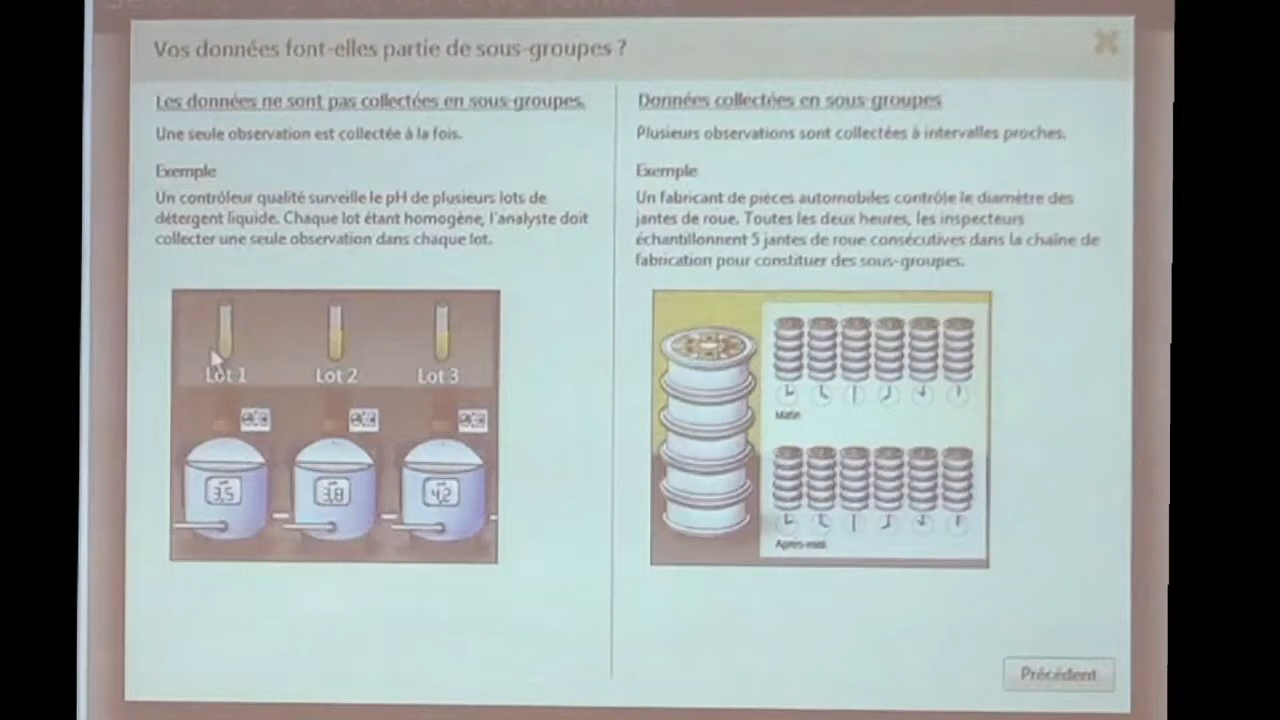 Vos données font-elles partie de sous-groupes ?
Les données ne sont pas collectées en sous-groupes.
Une seule observation est collectée à la fois.
Exemple
Un contrôleur qualité surveille le pH de plusieurs lots de
détergent liquide. Chaque lot étant homogène, l'analyste doit
collecter une seule observation dans chaque lot.
Lot 1
Lot 2
Lot 3
3,5
3,8
4,2
Données collectées en sous-groupes
Plusieurs observations sont collectées à intervalles proches.
Exemple
Un fabricant de pièces automobiles contrôle le diamètre des
jantes de roue. Toutes les deux heures, les inspecteurs
échantillonnent 5 jantes de roue consécutives dans la chaîne de
fabrication pour constituer des sous-groupes.
Matin
Après-midi
Précédent